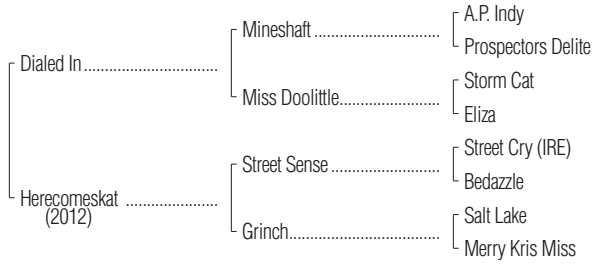 A.P. Indy
Mineshaft
Prospectors Delite
Dialed In
Storm Cat
Miss Doolittle
Eliza
Street Cry (IRE)
Street Sense
Bedazzle
Herecomeskat
(2012)
Salt Lake
Grinch
Merry Kris Miss